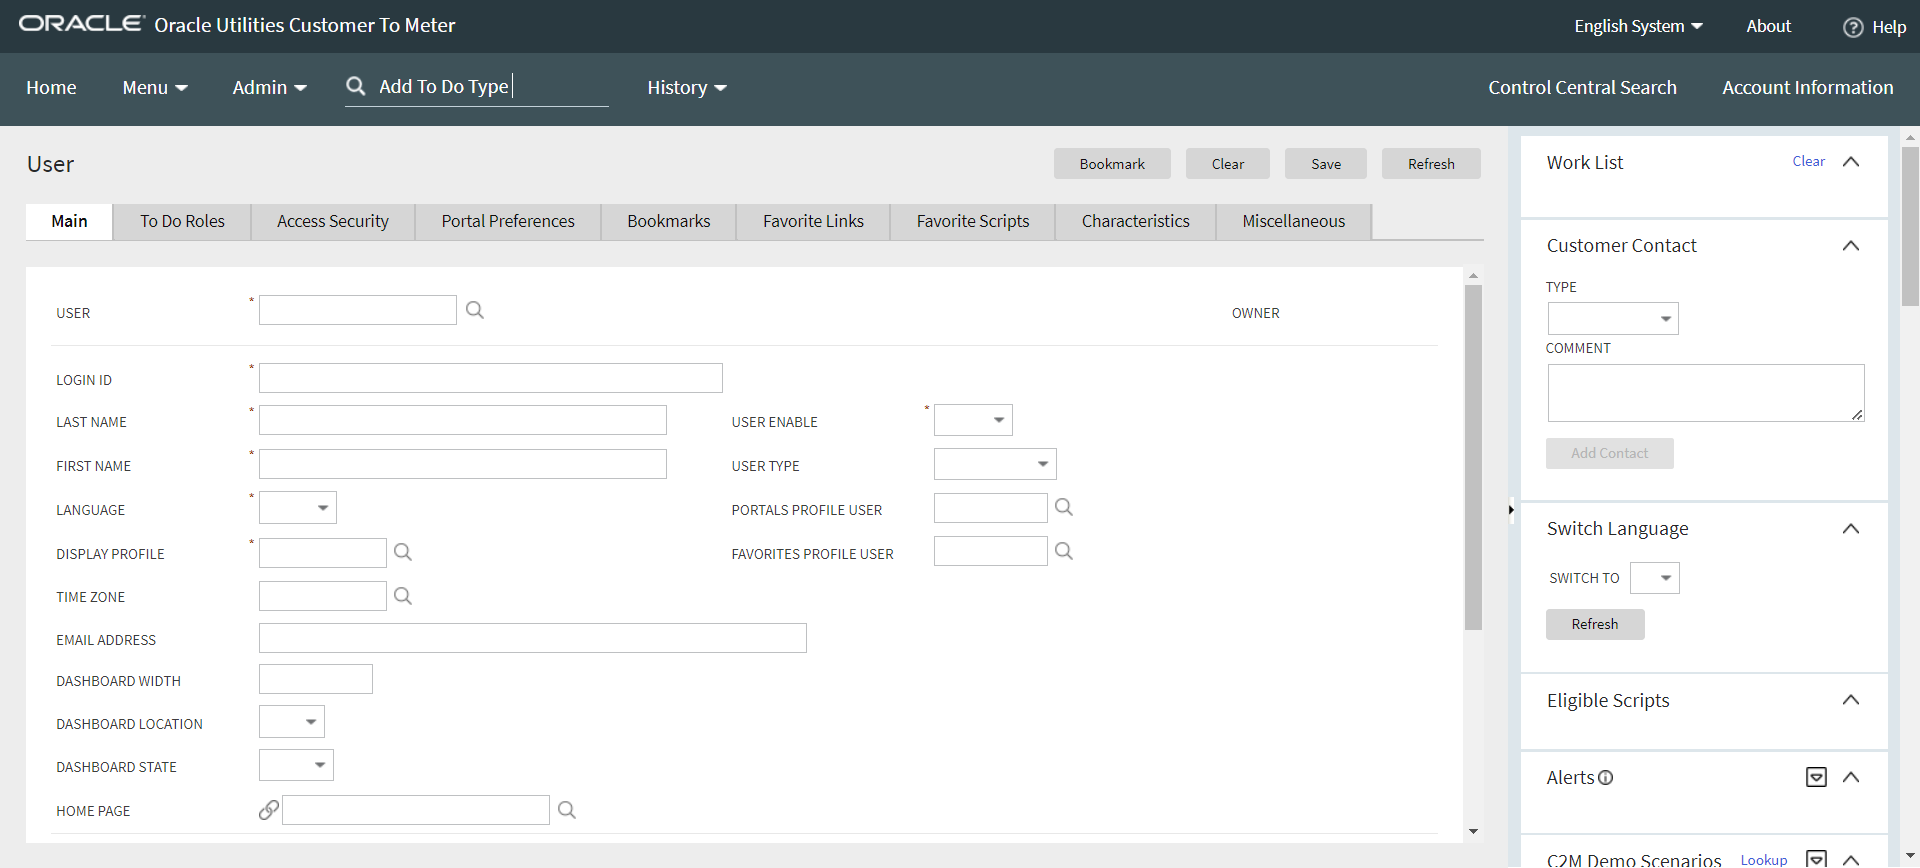 ORACLE Oracle Utilities Customer To Meter
English System About Help
Home Menu Admin Add To Do Type History Control Central Search Account Information
User
Bookmark Clear Save Refresh
Main To Do Roles Access Security Portal Preferences Bookmarks Favorite Links Favorite Scripts Characteristics Miscellaneous
USER * OWNER
LOGIN ID *
LAST NAME * USER ENABLE *
FIRST NAME * USER TYPE
LANGUAGE * PORTALS PROFILE USER
DISPLAY PROFILE * FAVORITES PROFILE USER
TIME ZONE
EMAIL ADDRESS
DASHBOARD WIDTH
DASHBOARD LOCATION
DASHBOARD STATE
HOME PAGE
Work List Clear
Customer Contact
TYPE
COMMENT
Add Contact
Switch Language
SWITCH TO
Refresh
Eligible Scripts
Alerts
C2M Demo Scenarios Lookup